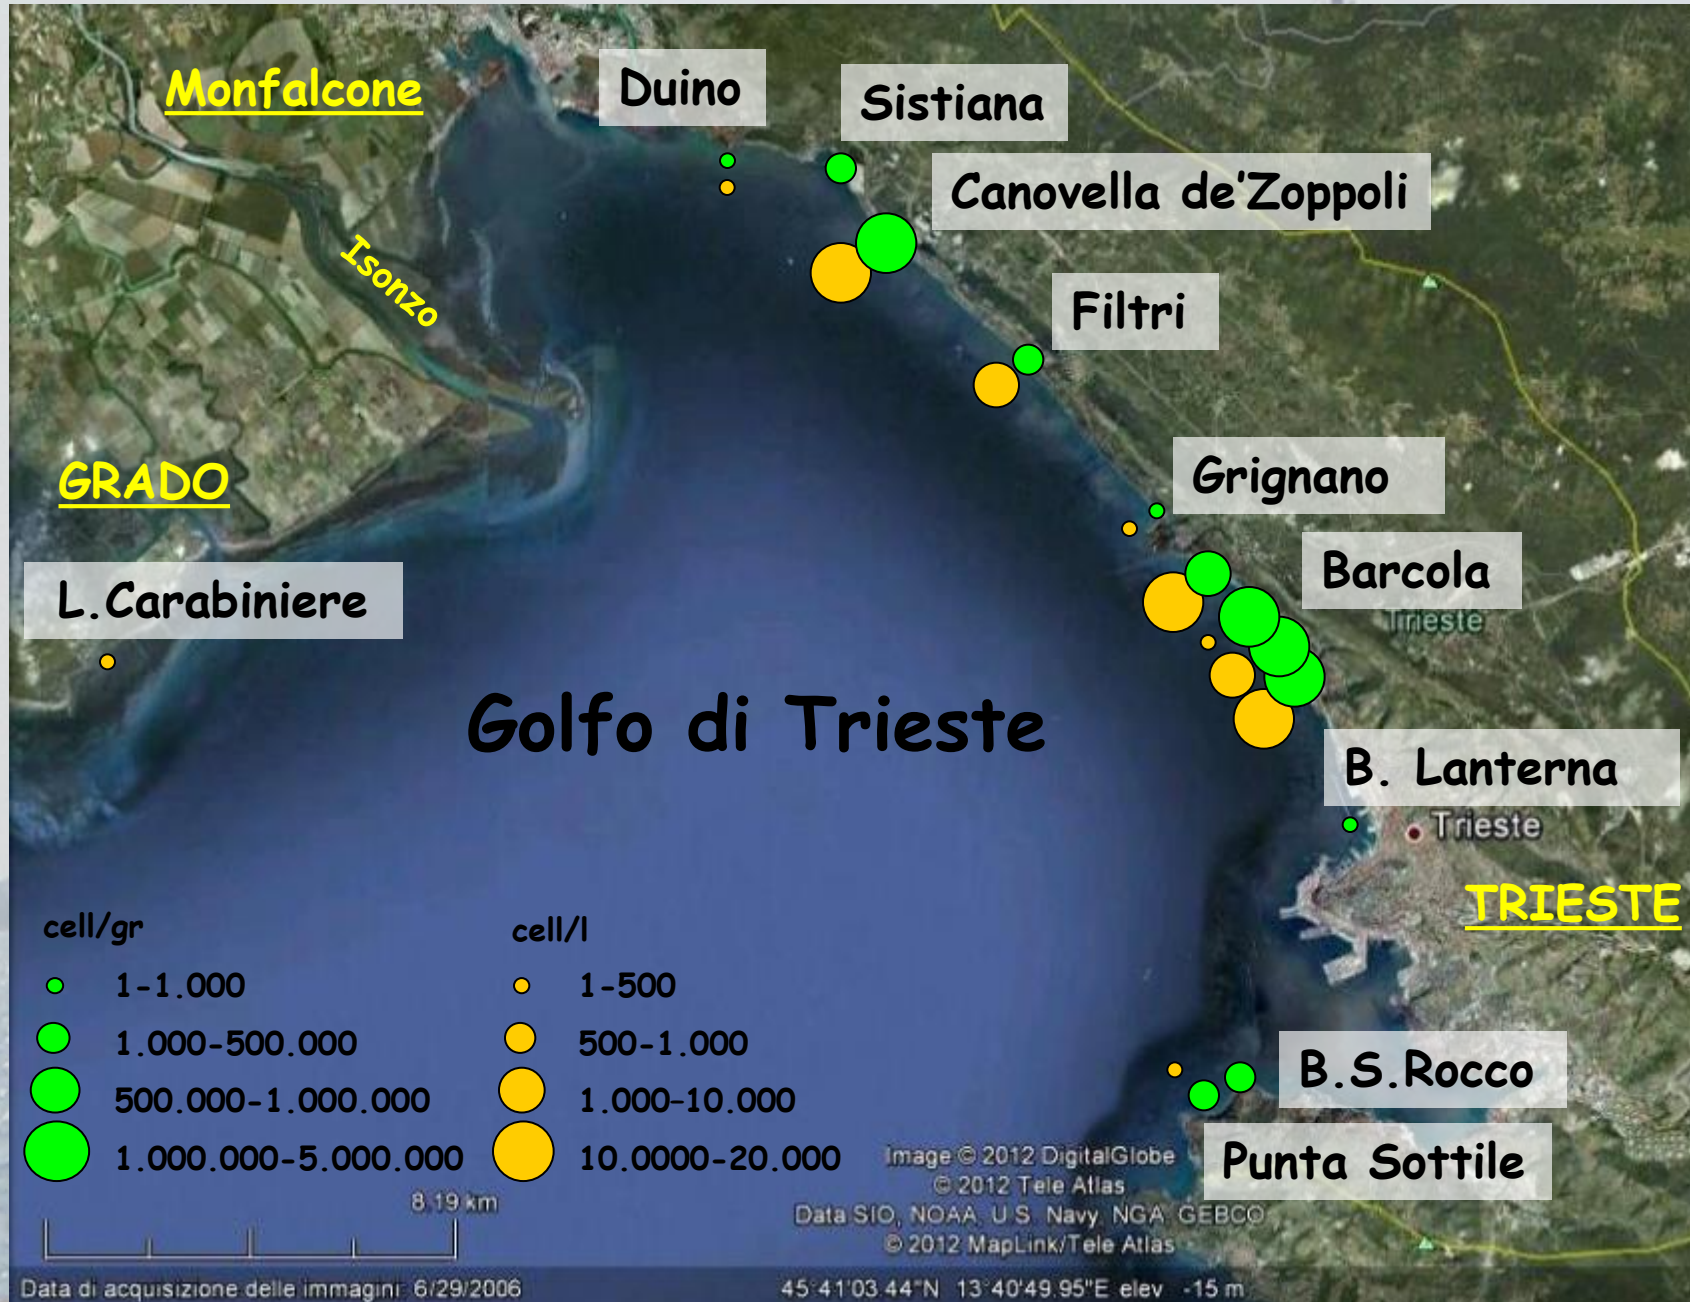 Monfalcone
Duino
Sistiana
Canovella de'Zoppoli
Isonzo
Filtri
GRADO
Grignano
Barcola
L.Carabiniere
Trieste
Golfo di Trieste
B. Lanterna
Trieste
TRIESTE
cell/gr
1-1.000
1.000-500.000
500.000-1.000.000
1.000.000-5.000.000
cell/l
1-500
500-1.000
1.000-10.000
10.0000-20.000
B.S.Rocco
Punta Sottile
8.19 km
Image © 2012 DigitalGlobe
© 2012 Tele Atlas
Data SIO, NOAA, U.S. Navy, NGA, GEBCO
© 2012 MapLink/Tele Atlas
Data di acquisizione delle immagini: 6/29/2006
45°41'03.44"N 13°40'49.95"E elev -15 m